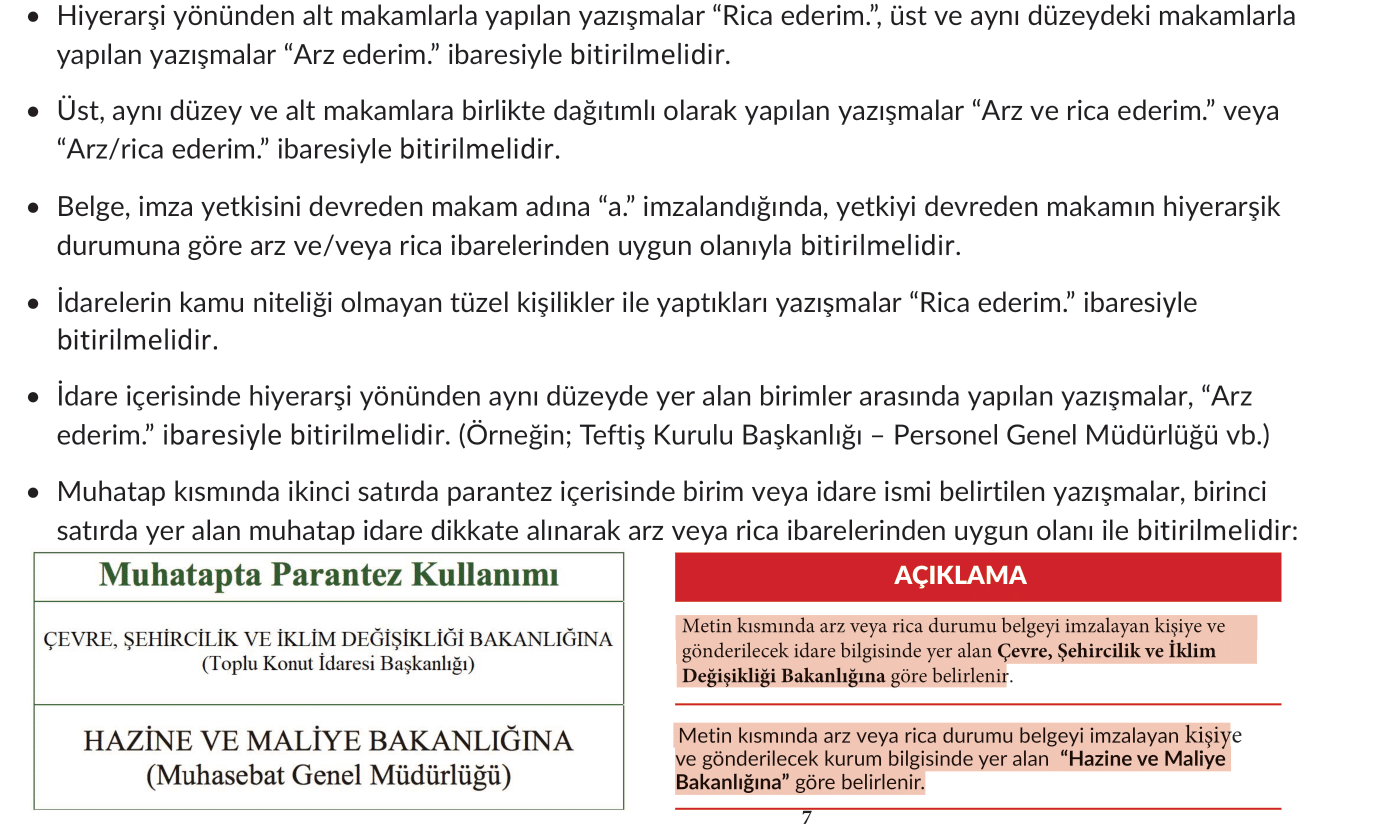 • Hiyerarşi yönünden alt makamlarla yapılan yazışmalar “Rica ederim.”, üst ve aynı düzeydeki makamlarla
yapılan yazışmalar “Arz ederim.” ibaresiyle bitirilmelidir.
• Üst, aynı düzey ve alt makamlara birlikte dağıtımlı olarak yapılan yazışmalar “Arz ve rica ederim.” veya
“Arz/rica ederim.” ibaresiyle bitirilmelidir.
• Belge, imza yetkisini devreden makam adına “a.” imzalandığında, yetkiyi devreden makamın hiyerarşik
durumuna göre arz ve/veya rica ibarelerinden uygun olanıyla bitirilmelidir.
• İdarelerin kamu niteliği olmayan tüzel kişilikler ile yaptıkları yazışmalar “Rica ederim.” ibaresiyle
bitirilmelidir.
• İdare içerisinde hiyerarşi yönünden aynı düzeyde yer alan birimler arasında yapılan yazışmalar, “Arz
ederim.” ibaresiyle bitirilmelidir. (Örneğin; Teftiş Kurulu Başkanlığı – Personel Genel Müdürlüğü vb.)
• Muhatap kısmında ikinci satırda parantez içerisinde birim veya idare ismi belirtilen yazışmalar, birinci
satırda yer alan muhatap idare dikkate alınarak arz veya rica ibarelerinden uygun olanı ile bitirilmelidir:
Muhatapta Parantez Kullanımı
ÇEVRE, ŞEHİRCİLİK VE İKLİM DEĞİŞİKLİĞİ BAKANLIĞINA
(Toplu Konut İdaresi Başkanlığı)
HAZİNE VE MALİYE BAKANLIĞINA
(Muhasebat Genel Müdürlüğü)
AÇIKLAMA
Metin kısmında arz veya rica durumu belgeyi imzalayan kişiye ve
gönderilecek idare bilgisinde yer alan Çevre, Şehircilik ve İklim
Değişikliği Bakanlığına göre belirlenir.
Metin kısmında arz veya rica durumu belgeyi imzalayan kişiye
ve gönderilecek kurum bilgisinde yer alan “Hazine ve Maliye
Bakanlığına” göre belirlenir.
7